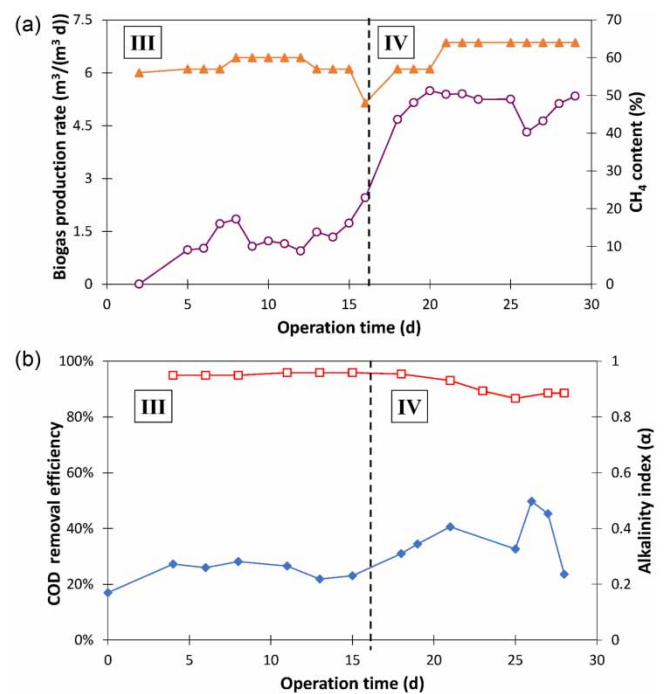 (a)
III
IV
Biogas production rate (m³/(m³ d))
7.5
6
4.5
3
1.5
0
CH₄ content (%)
70
60
50
40
30
20
10
0
0 5 10 15 20 25 30
Operation time (d)
(b)
III
IV
COD removal efficiency
100%
80%
60%
40%
20%
0%
Alkalinity index (α)
1
0.8
0.6
0.4
0.2
0
0 5 10 15 20 25 30
Operation time (d)